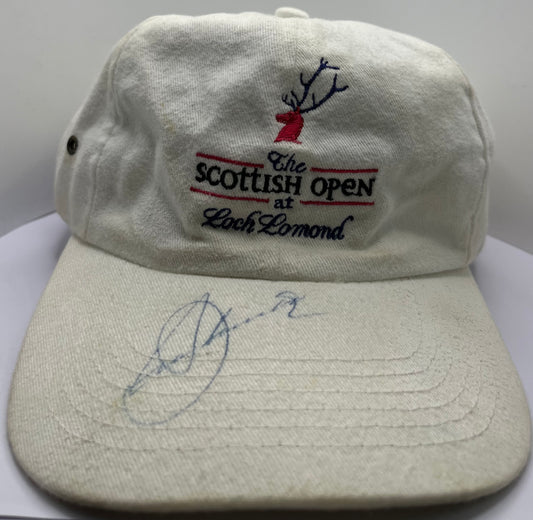 The
SCOTTISH OPEN
at
Loch Lomond